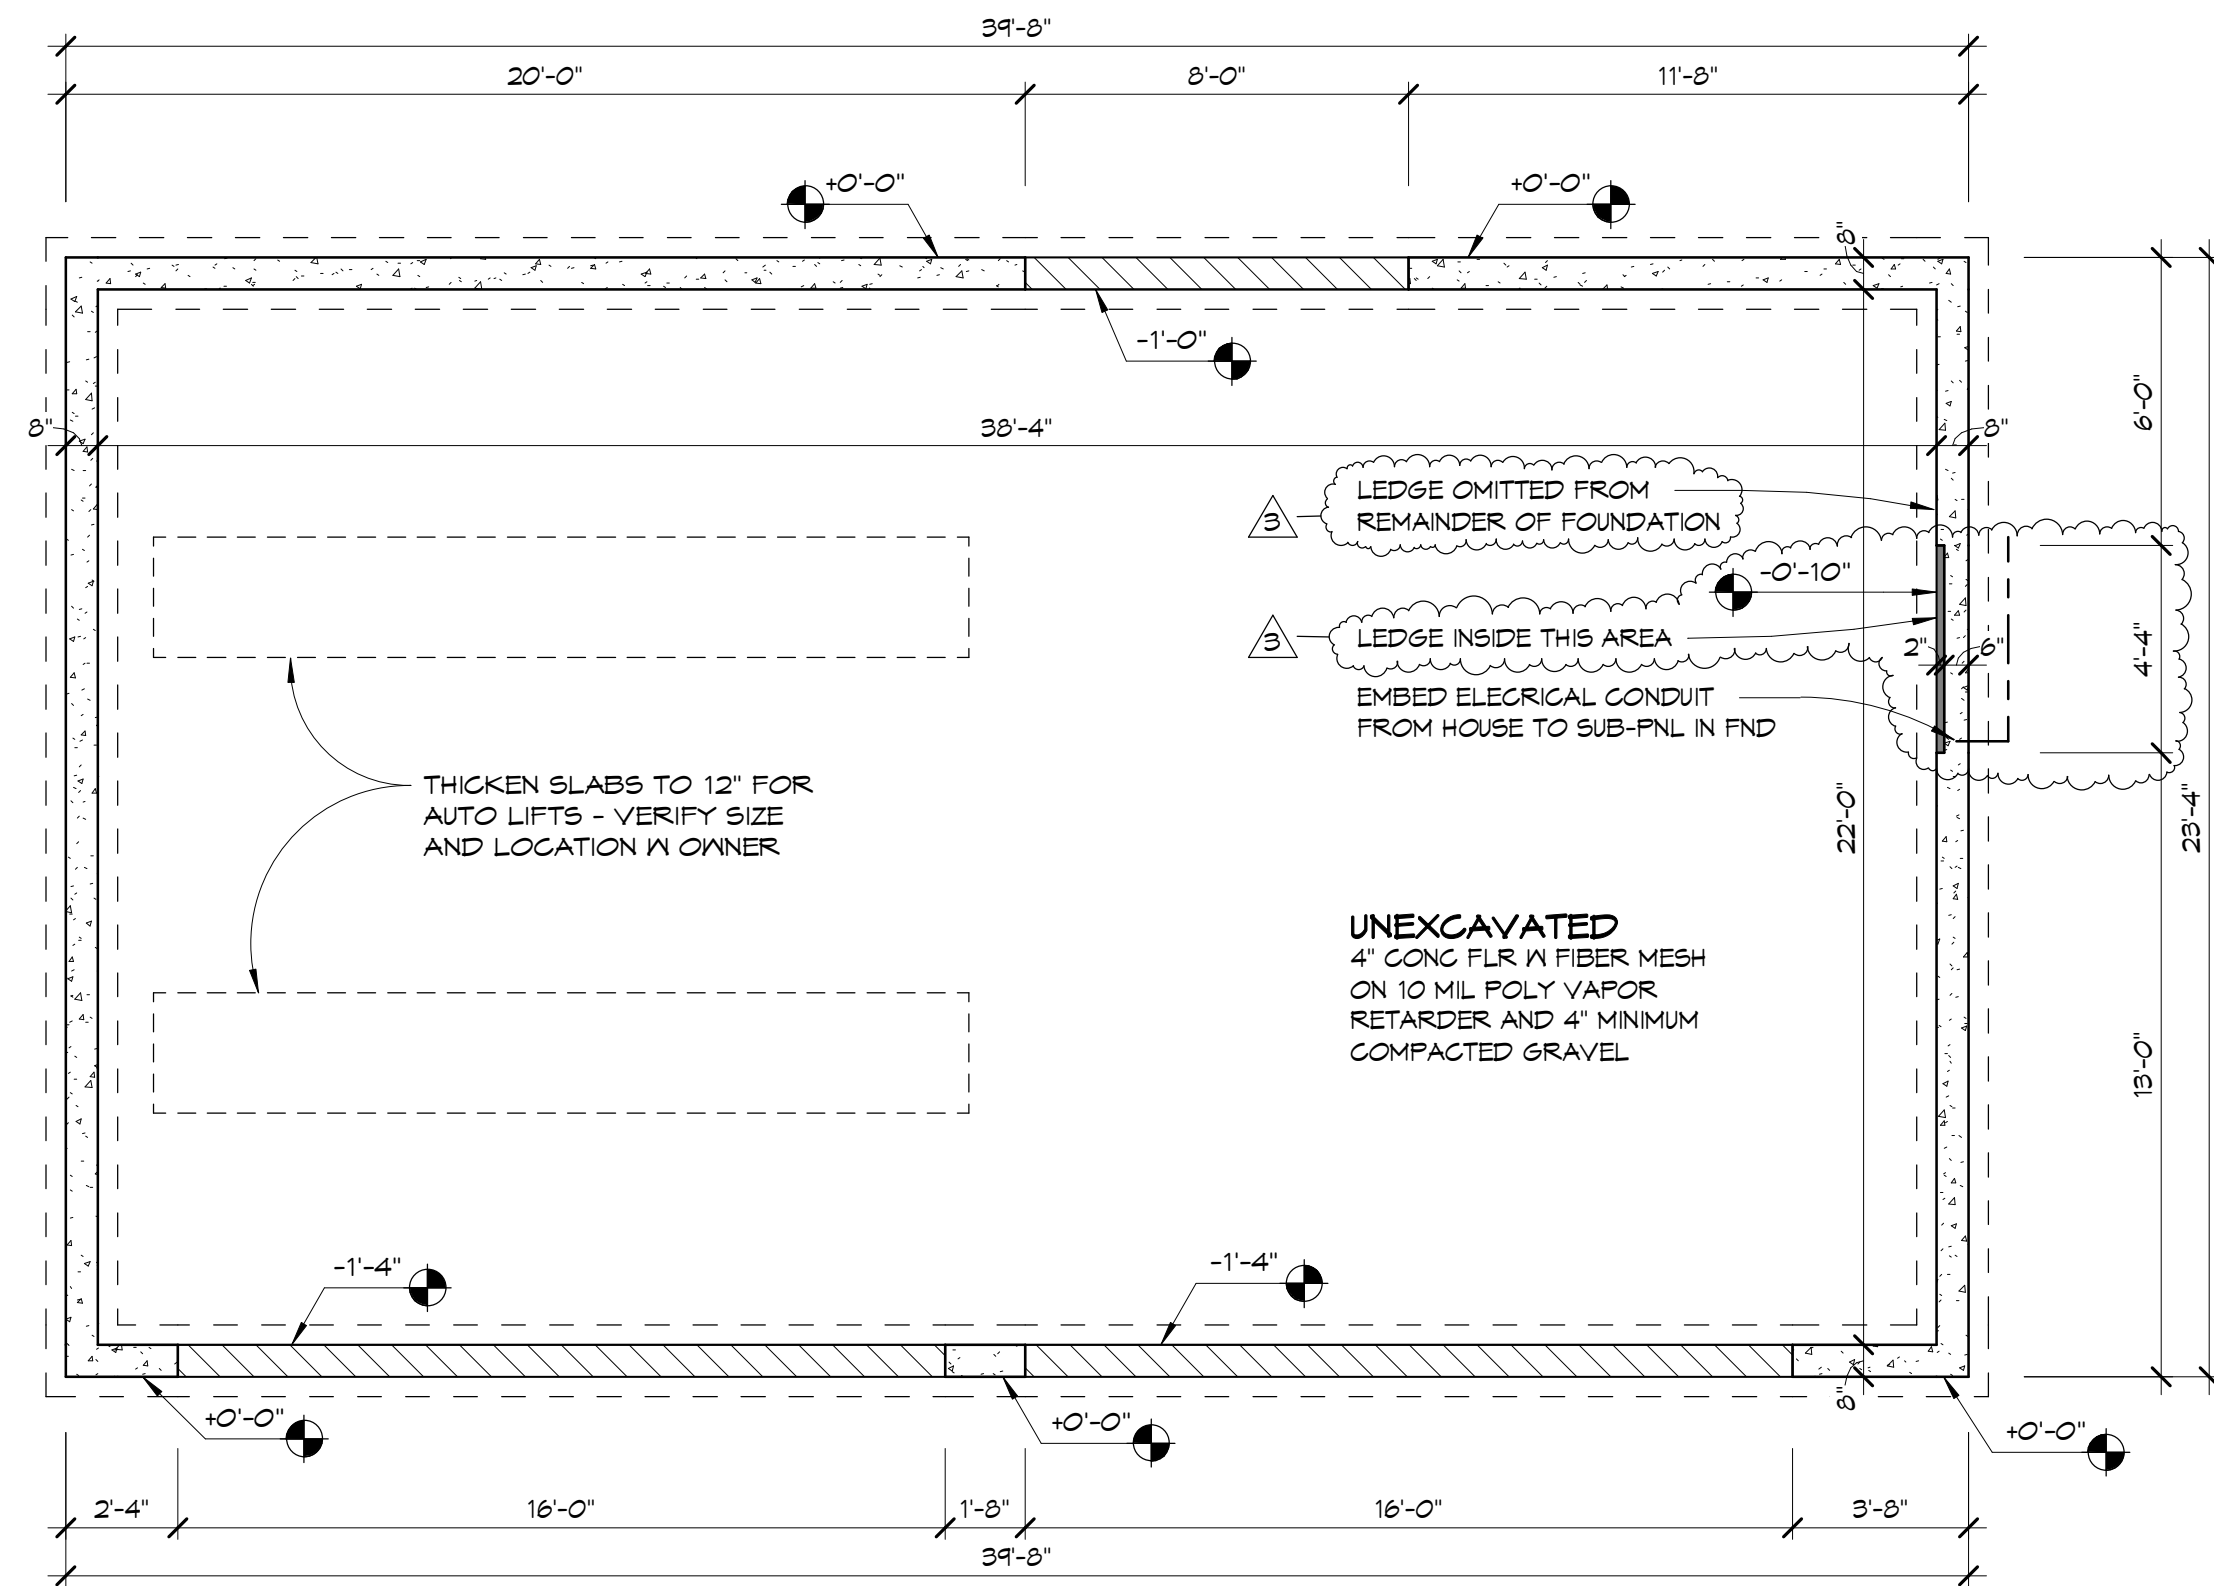 39'-8"
20'-0"
8'-0"
11'-8"
+0'-0"
+0'-0"
8"
-1'-0"
6'-0"
8"
38'-4"
8"
LEDGE OMITTED FROM
REMAINDER OF FOUNDATION
3
-0'-10"
LEDGE INSIDE THIS AREA
3
2"
6"
4'-4"
EMBED ELECRICAL CONDUIT
FROM HOUSE TO SUB-PNL IN FND
THICKEN SLABS TO 12" FOR
AUTO LIFTS - VERIFY SIZE
AND LOCATION W OWNER
22'-0"
23'-4"
UNEXCAVATED
4" CONC FLR W FIBER MESH
ON 10 MIL POLY VAPOR
RETARDER AND 4" MINIMUM
COMPACTED GRAVEL
13'-0"
-1'-4"
-1'-4"
8"
+0'-0"
+0'-0"
+0'-0"
2'-4"
16'-0"
1'-8"
16'-0"
3'-8"
39'-8"